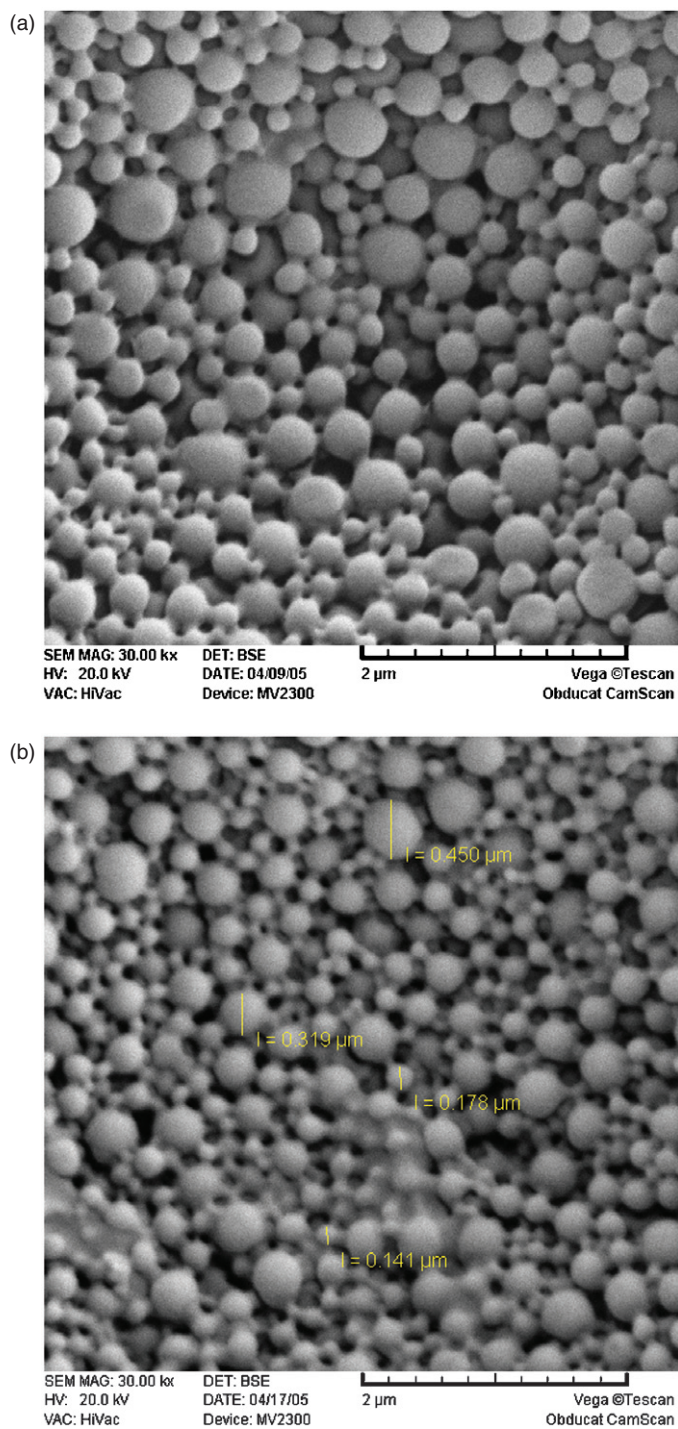 (a)
SEM MAG: 30.00 kx DET: BSE
HV: 20.0 kV DATE: 04/09/05 2 µm Vega ©Tescan
VAC: HiVac Device: MV2300 Obducat CamScan
(b)
l = 0.450 µm
l = 0.319 µm
l = 0.178 µm
l = 0.141 µm
SEM MAG: 30.00 kx DET: BSE
HV: 20.0 kV DATE: 04/17/05 2 µm Vega ©Tescan
VAC: HiVac Device: MV2300 Obducat CamScan